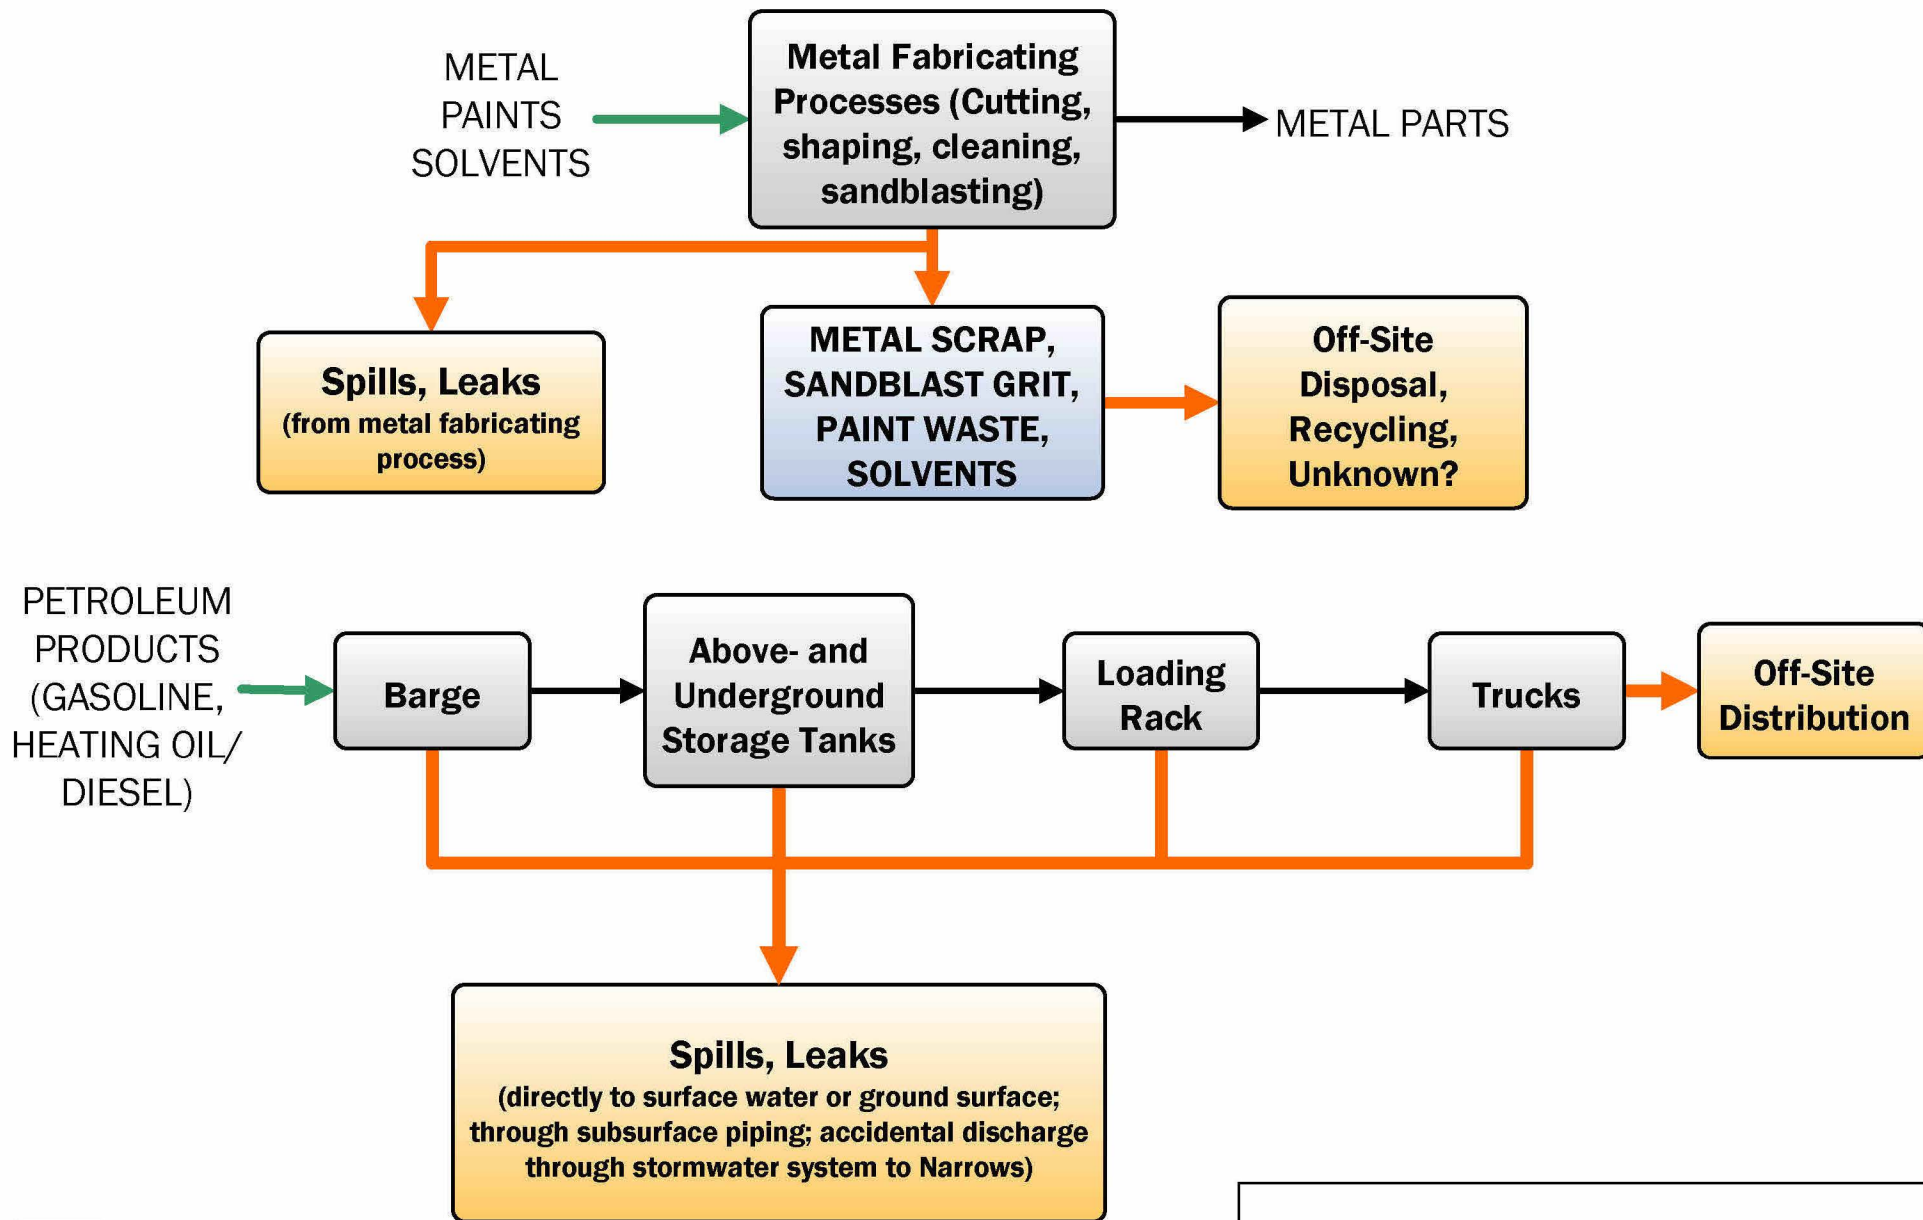 METAL
PAINTS
SOLVENTS
Metal Fabricating
Processes (Cutting,
shaping, cleaning,
sandblasting)
METAL PARTS
Spills, Leaks
(from metal fabricating
process)
METAL SCRAP,
SANDBLAST GRIT,
PAINT WASTE,
SOLVENTS
Off-Site
Disposal,
Recycling,
Unknown?
PETROLEUM
PRODUCTS
(GASOLINE,
HEATING OIL/
DIESEL)
Barge
Above- and
Underground
Storage Tanks
Loading
Rack
Trucks
Off-Site
Distribution
Spills, Leaks
(directly to surface water or ground surface;
through subsurface piping; accidental discharge
through stormwater system to Narrows)